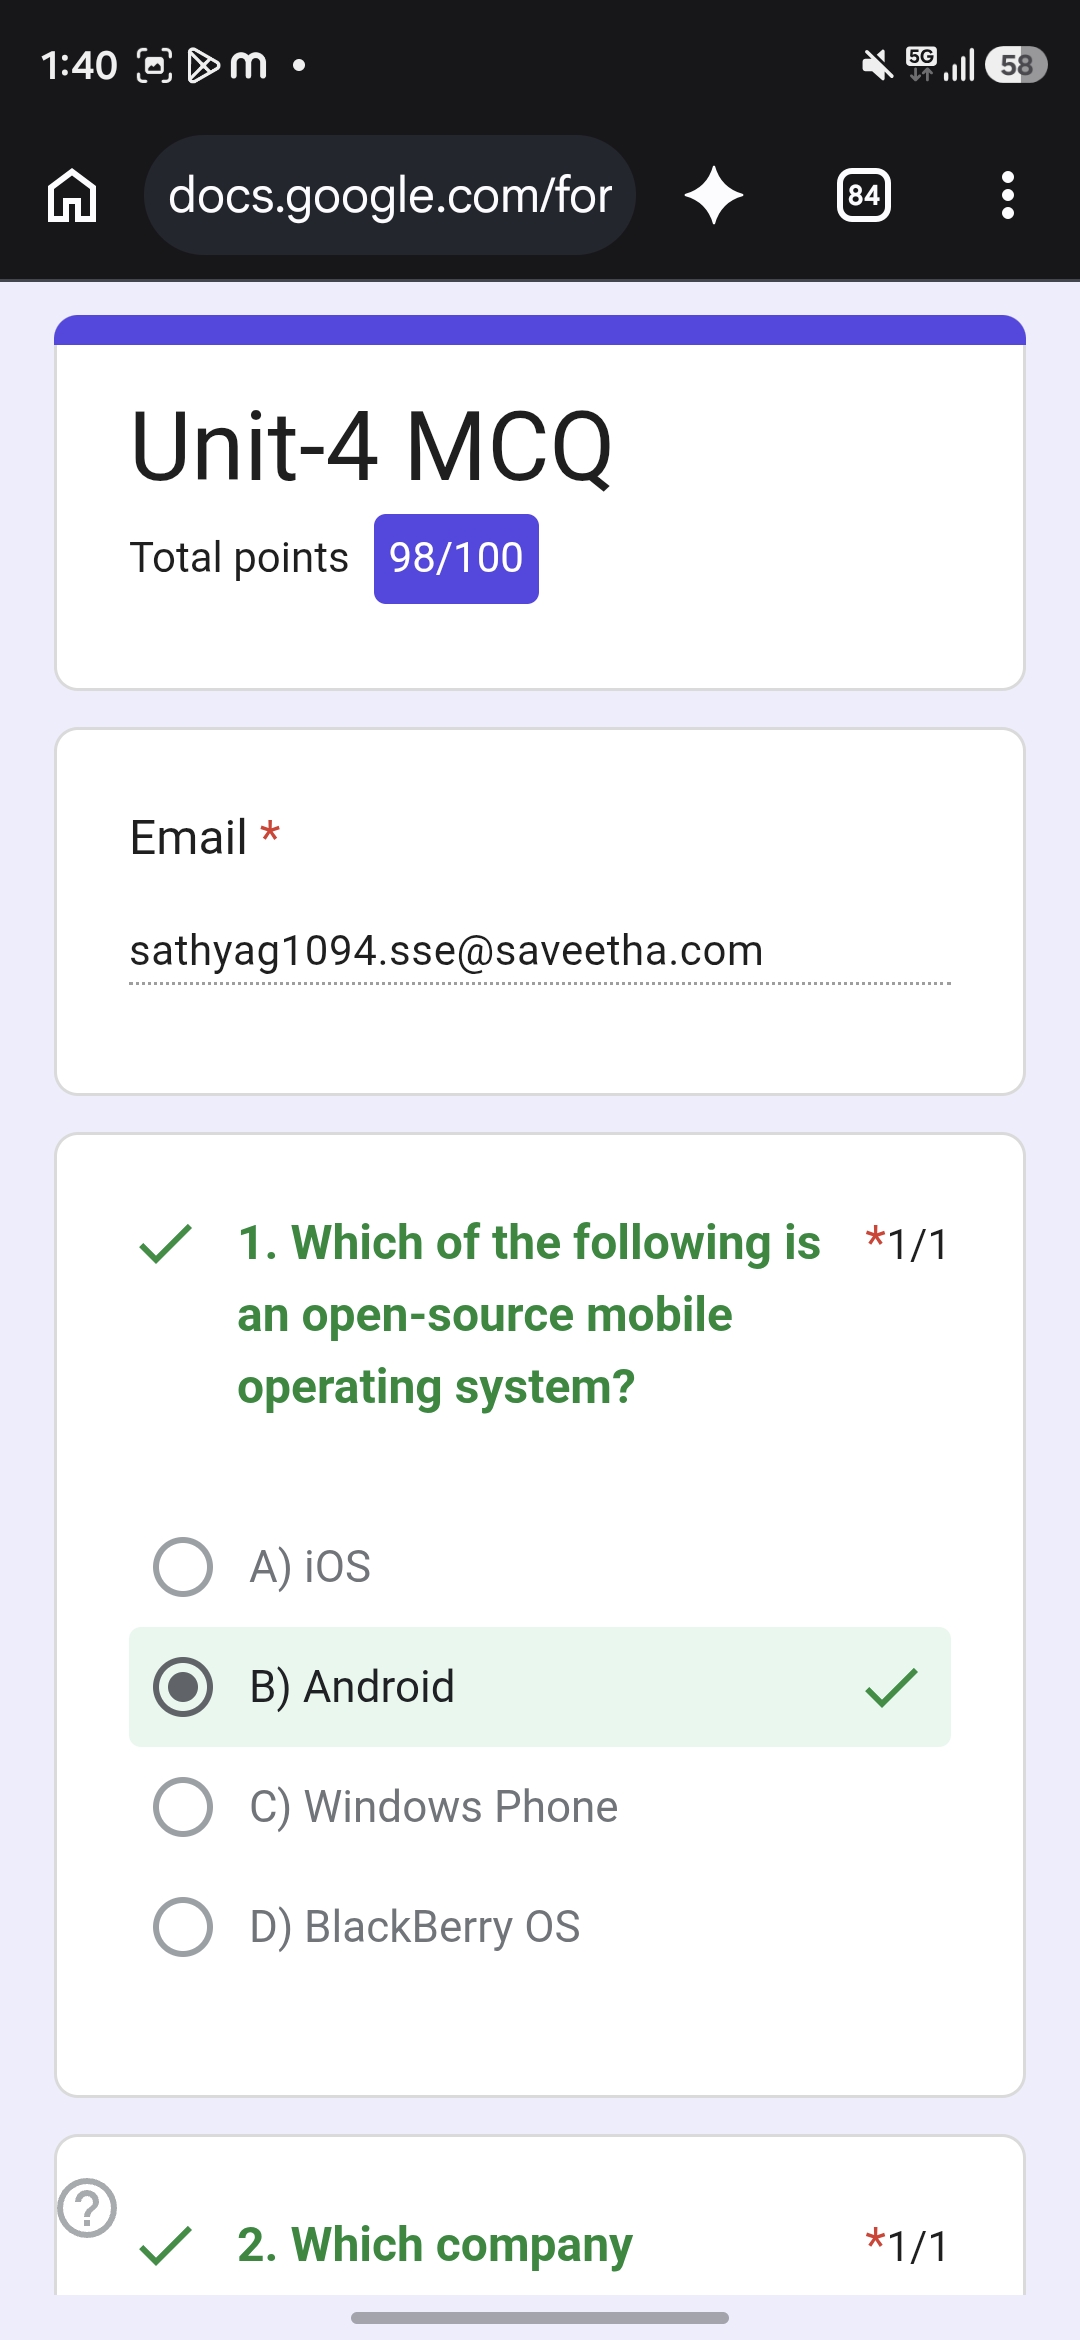 1:40 m
5G 58
docs.google.com/for
84
Unit-4 MCQ
Total points 98/100
Email *
sathyag1094.sse@saveetha.com
1. Which of the following is *1/1
an open-source mobile
operating system?
A) iOS
B) Android
C) Windows Phone
D) BlackBerry OS
?
2. Which company *1/1